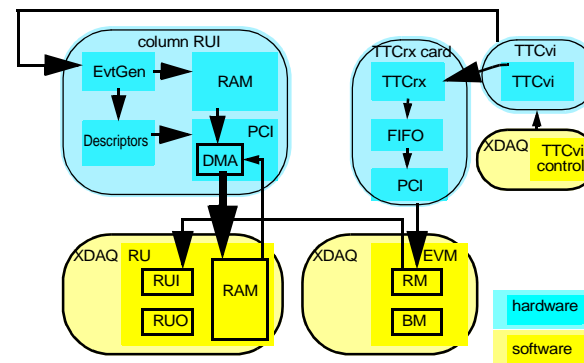 column RUI
EvtGen
RAM
Descriptors
PCI
DMA
TTCrx card
TTCrx
FIFO
PCI
TTCvi
TTCvi
XDAQ
TTCvi
control
XDAQ
RU
RUI
RUO
RAM
XDAQ
EVM
RM
BM
hardware
software